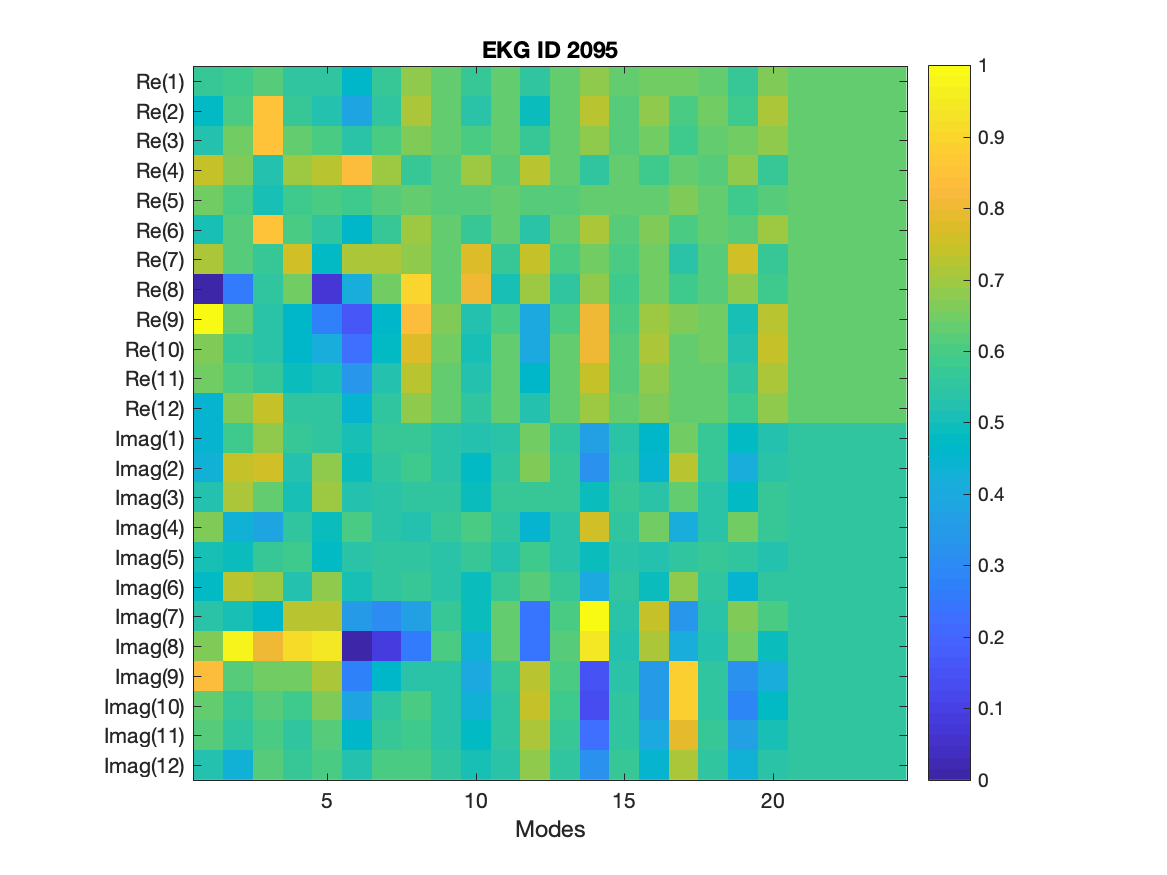 EKG ID 2095
Re(1)
Re(2)
Re(3)
Re(4)
Re(5)
Re(6)
Re(7)
Re(8)
Re(9)
Re(10)
Re(11)
Re(12)
Imag(1)
Imag(2)
Imag(3)
Imag(4)
Imag(5)
Imag(6)
Imag(7)
Imag(8)
Imag(9)
Imag(10)
Imag(11)
Imag(12)
5 10 15 20
Modes
1
0.9
0.8
0.7
0.6
0.5
0.4
0.3
0.2
0.1
0